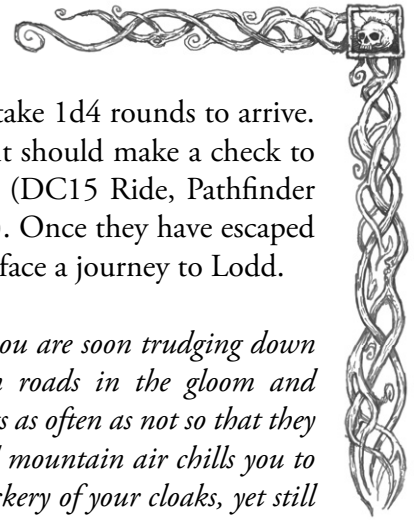 take 1d4 rounds to arrive.
should make a check to
(DC15 Ride, Pathfinder
. Once they have escaped
face a journey to Lodd.
ou are soon trudging down
roads in the gloom and
s as often as not so that they
mountain air chills you to
kery of your cloaks, yet still